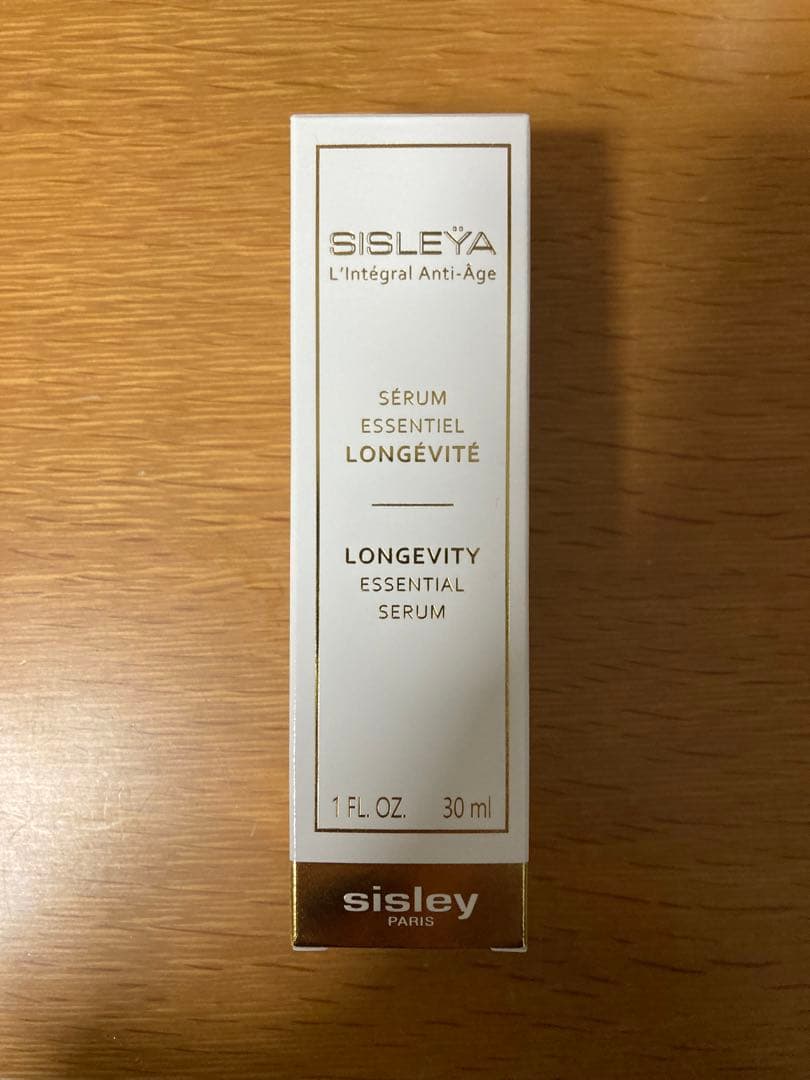 SISLEŸA
L'Intégral Anti-Âge
SÉRUM
ESSENTIEL
LONGÉVITÉ
LONGEVITY
ESSENTIAL
SERUM
1 FL. OZ. 30 ml
sisley
PARIS